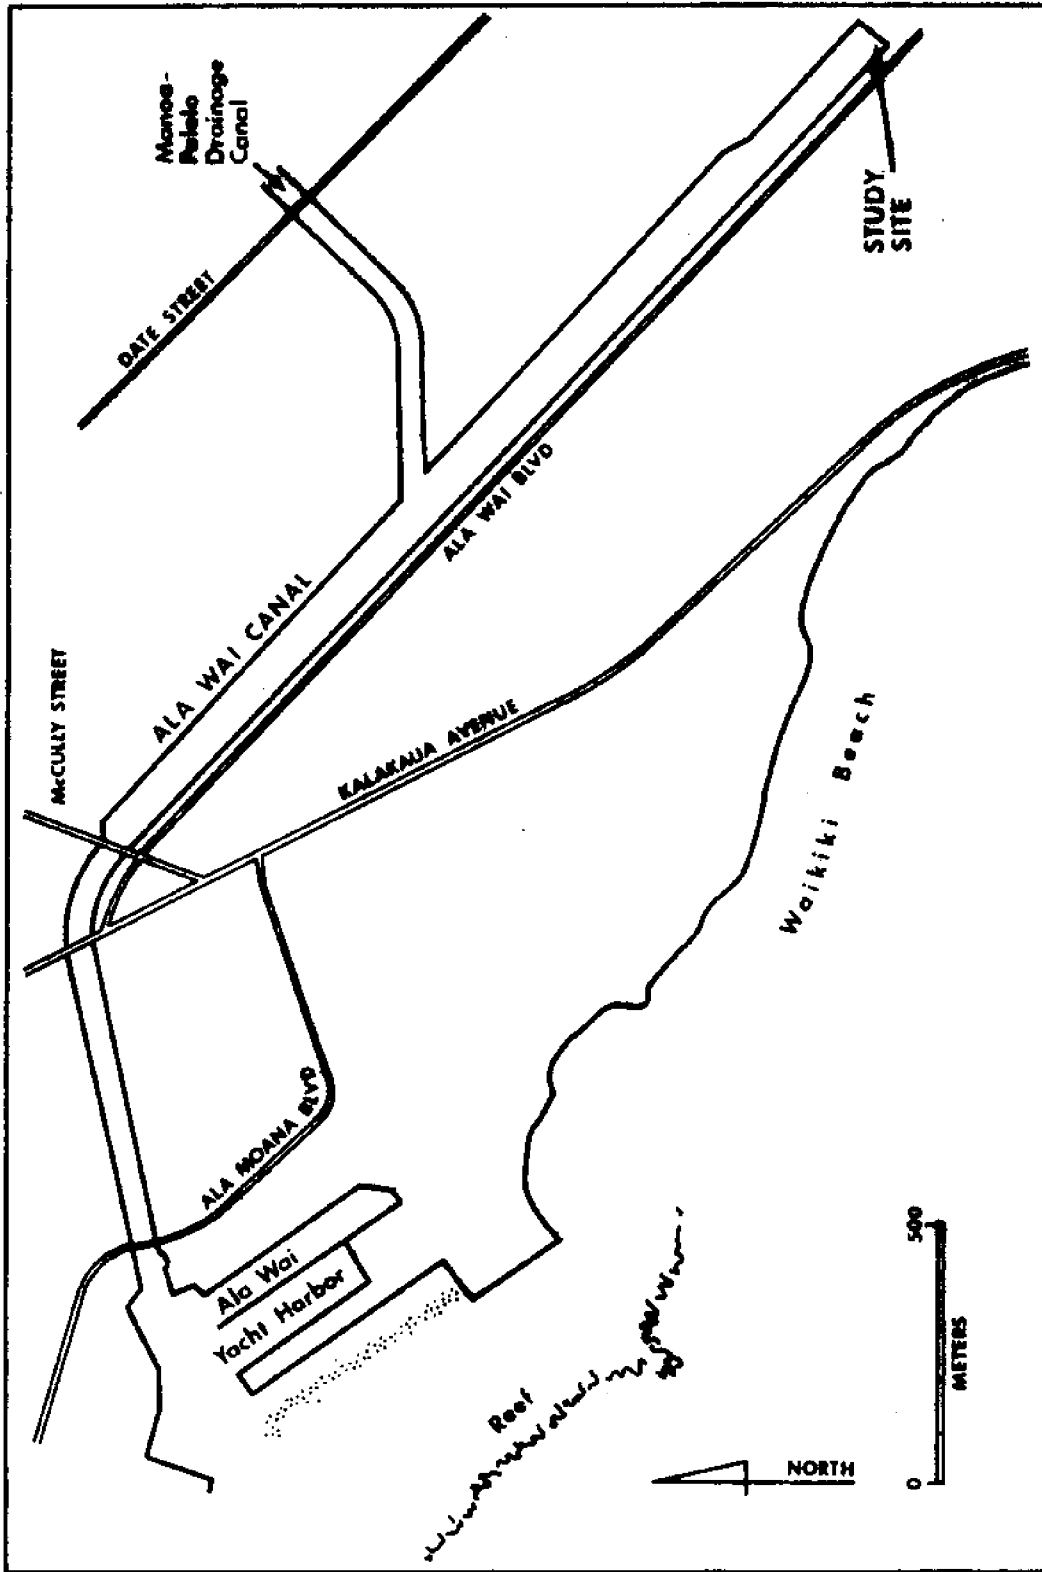 Manoa-
Palolo
Drainage
Canal
DATE STREET
STUDY
SITE
ALA WAI BLVD
ALA WAI CANAL
McCULLY STREET
KALAKAUA AVENUE
Waikiki Beach
ALA MOANA BLVD
Ala Wai
Yacht Harbor
Reef
NORTH
0
500
METERS